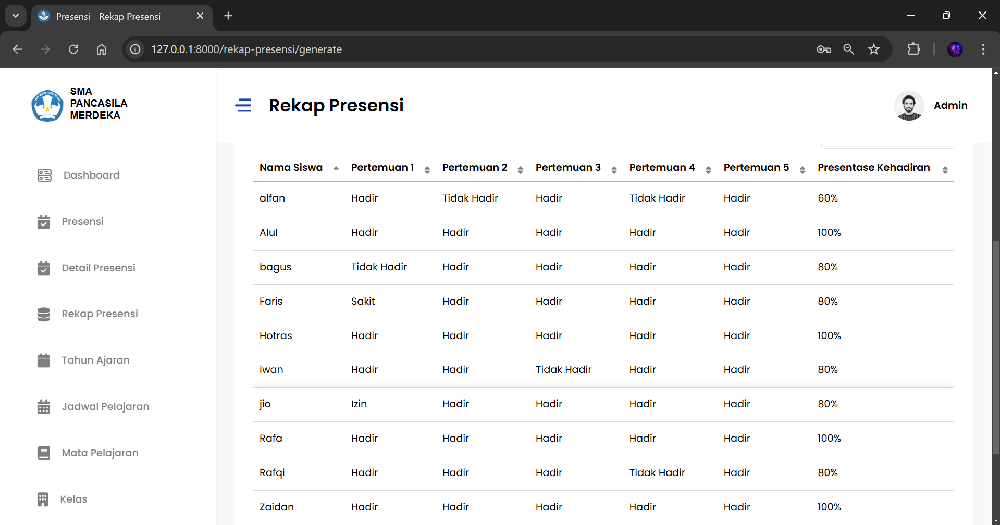 Presensi - Rekap Presensi
127.0.0.1:8000/rekap-presensi/generate
SMA
PANCASILA
MERDEKA
Rekap Presensi
Admin
Dashboard
Presensi
Detail Presensi
Rekap Presensi
Tahun Ajaran
Jadwal Pelajaran
Mata Pelajaran
Kelas
Nama Siswa Pertemuan 1 Pertemuan 2 Pertemuan 3 Pertemuan 4 Pertemuan 5 Presentase Kehadiran
alfan Hadir Tidak Hadir Hadir Tidak Hadir Hadir 60%
Alul Hadir Hadir Hadir Hadir Hadir 100%
bagus Tidak Hadir Hadir Hadir Hadir Hadir 80%
Faris Sakit Hadir Hadir Hadir Hadir 80%
Hotras Hadir Hadir Hadir Hadir Hadir 100%
iwan Hadir Hadir Tidak Hadir Hadir Hadir 80%
jio Izin Hadir Hadir Hadir Hadir 80%
Rafa Hadir Hadir Hadir Hadir Hadir 100%
Rafqi Hadir Hadir Hadir Tidak Hadir Hadir 80%
Zaidan Hadir Hadir Hadir Hadir Hadir 100%